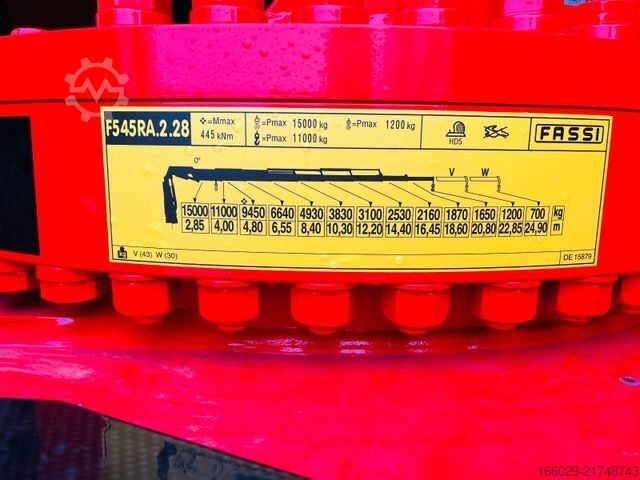 F545RA.2.28
=Mmax
445 kNm
=Pmax 15000 kg
=Pmax 11000 kg
=Pmax 1200 kg
HD5
FASSI
0°
V W
15000 11000 9450 6640 4930 3830 3100 2530 2160 1870 1650 1200 700 kg
2,85 4,00 4,80 6,55 8,40 10,30 12,20 14,40 16,45 18,60 20,80 22,85 24,90 m
kg V (43) W (30)
DE 15879
166029-21748743